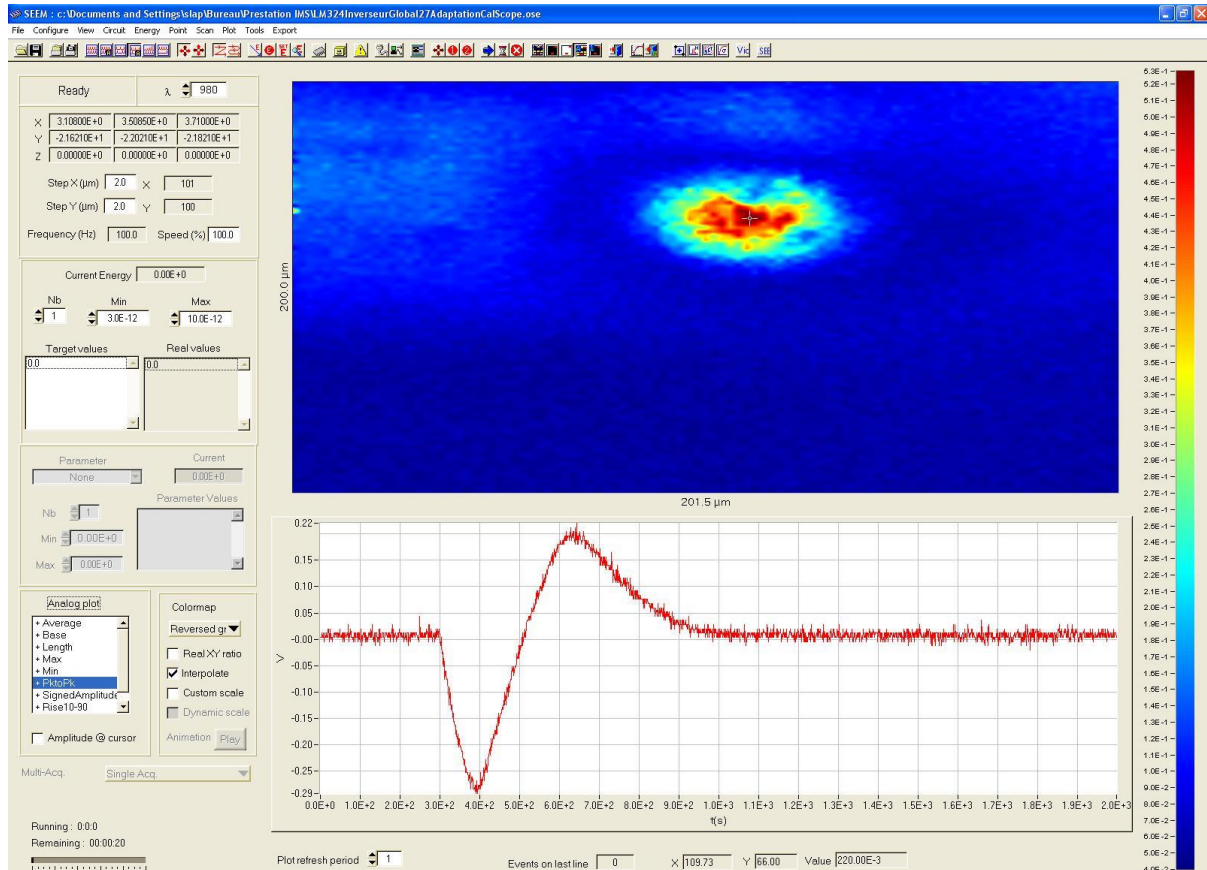 SEEM : c:\Documents and Settings\slap\Bureau\Prestation IMS\LM324InverseurGlobal27AdaptationCalScope.ose
File Configure View Circuit Energy Point Scan Plot Tools Export
Vic SEE
Ready λ 980
X 3.10800E+0 3.50850E+0 3.71000E+0
Y -2.16210E+1 -2.20210E+1 -2.18210E+1
Z 0.00000E+0 0.00000E+0 0.00000E+0
Step X (µm) 2.0 X 101
Step Y (µm) 2.0 Y 100
Frequency (Hz) 100.0 Speed (%) 100.0
Current Energy 0.00E+0
Nb Min Max
1 3.0E-12 10.0E-12
Target values Real values
0.0 0.0
Parameter Current
None 0.00E+0
Parameter Values
Nb 1
Min 0.00E+0
Max 0.00E+0
Analog plot
+ Average
+ Base
+ Length
+ Max
+ Min
+ PktoPk
+ SignedAmplitude
+ Rise10-90
Amplitude @ cursor
Colormap
Reversed gr
Real XY ratio
Interpolate
Custom scale
Dynamic scale
Animation Play
Multi-Acq. Single Acq.
Running : 0:0:0
Remaining : 00:00:20
200.0 µm
201.5 µm
0.22
0.15
0.10
0.05
-0.00
-0.05
-0.10
-0.15
-0.20
-0.25
-0.29
V
0.0E+0 1.0E+2 2.0E+2 3.0E+2 4.0E+2 5.0E+2 6.0E+2 7.0E+2 8.0E+2 9.0E+2 1.0E+3 1.1E+3 1.2E+3 1.3E+3 1.4E+3 1.5E+3 1.6E+3 1.7E+3 1.8E+3 1.9E+3 2.0E+3
t(s)
Plot refresh period 1 Events on last line 0 X 109.73 Y 66.00 Value 220.00E-3
5.3E-1
5.2E-1
5.1E-1
5.0E-1
4.9E-1
4.8E-1
4.7E-1
4.6E-1
4.5E-1
4.4E-1
4.3E-1
4.2E-1
4.1E-1
4.0E-1
3.9E-1
3.8E-1
3.7E-1
3.6E-1
3.5E-1
3.4E-1
3.3E-1
3.2E-1
3.1E-1
3.0E-1
2.9E-1
2.8E-1
2.7E-1
2.6E-1
2.5E-1
2.4E-1
2.3E-1
2.2E-1
2.1E-1
2.0E-1
1.9E-1
1.8E-1
1.7E-1
1.6E-1
1.5E-1
1.4E-1
1.3E-1
1.2E-1
1.1E-1
1.0E-1
9.0E-2
8.0E-2
7.0E-2
6.0E-2
5.0E-2
4.0E-2